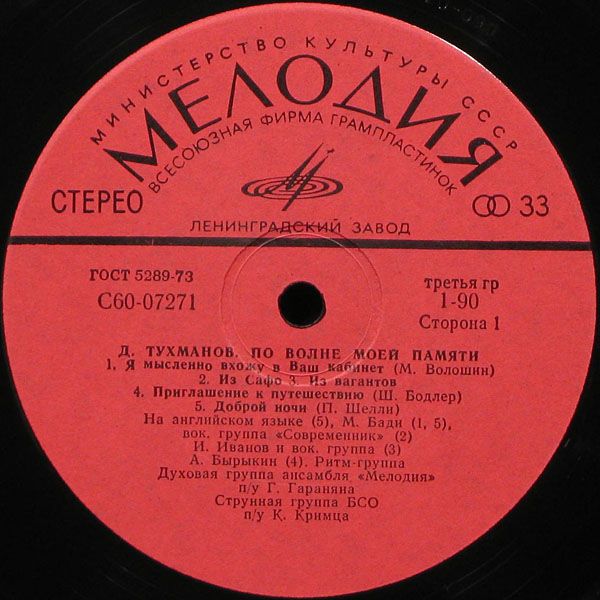 МИНИСТЕРСТВО КУЛЬТУРЫ СССР
МЕЛОДИЯ
ВСЕСОЮЗНАЯ ФИРМА ГРАМПЛАСТИНОК
СТЕРЕО
33
ЛЕНИНГРАДСКИЙ ЗАВОД
ГОСТ 5289-73
С60-07271
третья гр
1-90
Сторона 1
Д. ТУХМАНОВ. ПО ВОЛНЕ МОЕЙ ПАМЯТИ
1. Я мысленно вхожу в Ваш кабинет (М. Волошин)
2. Из Сафо 3. Из вагантов
4. Приглашение к путешествию (Ш. Бодлер)
5. Доброй ночи (П. Шелли)
На английском языке (5), М. Бади (1, 5),
вок. группа «Современник» (2)
И. Иванов и вок. группа (3)
А. Бырыкин (4). Ритм-группа
Духовая группа ансамбля «Мелодия»
п/у Г. Гараняна
Струнная группа БСО
п/у К. Кримца